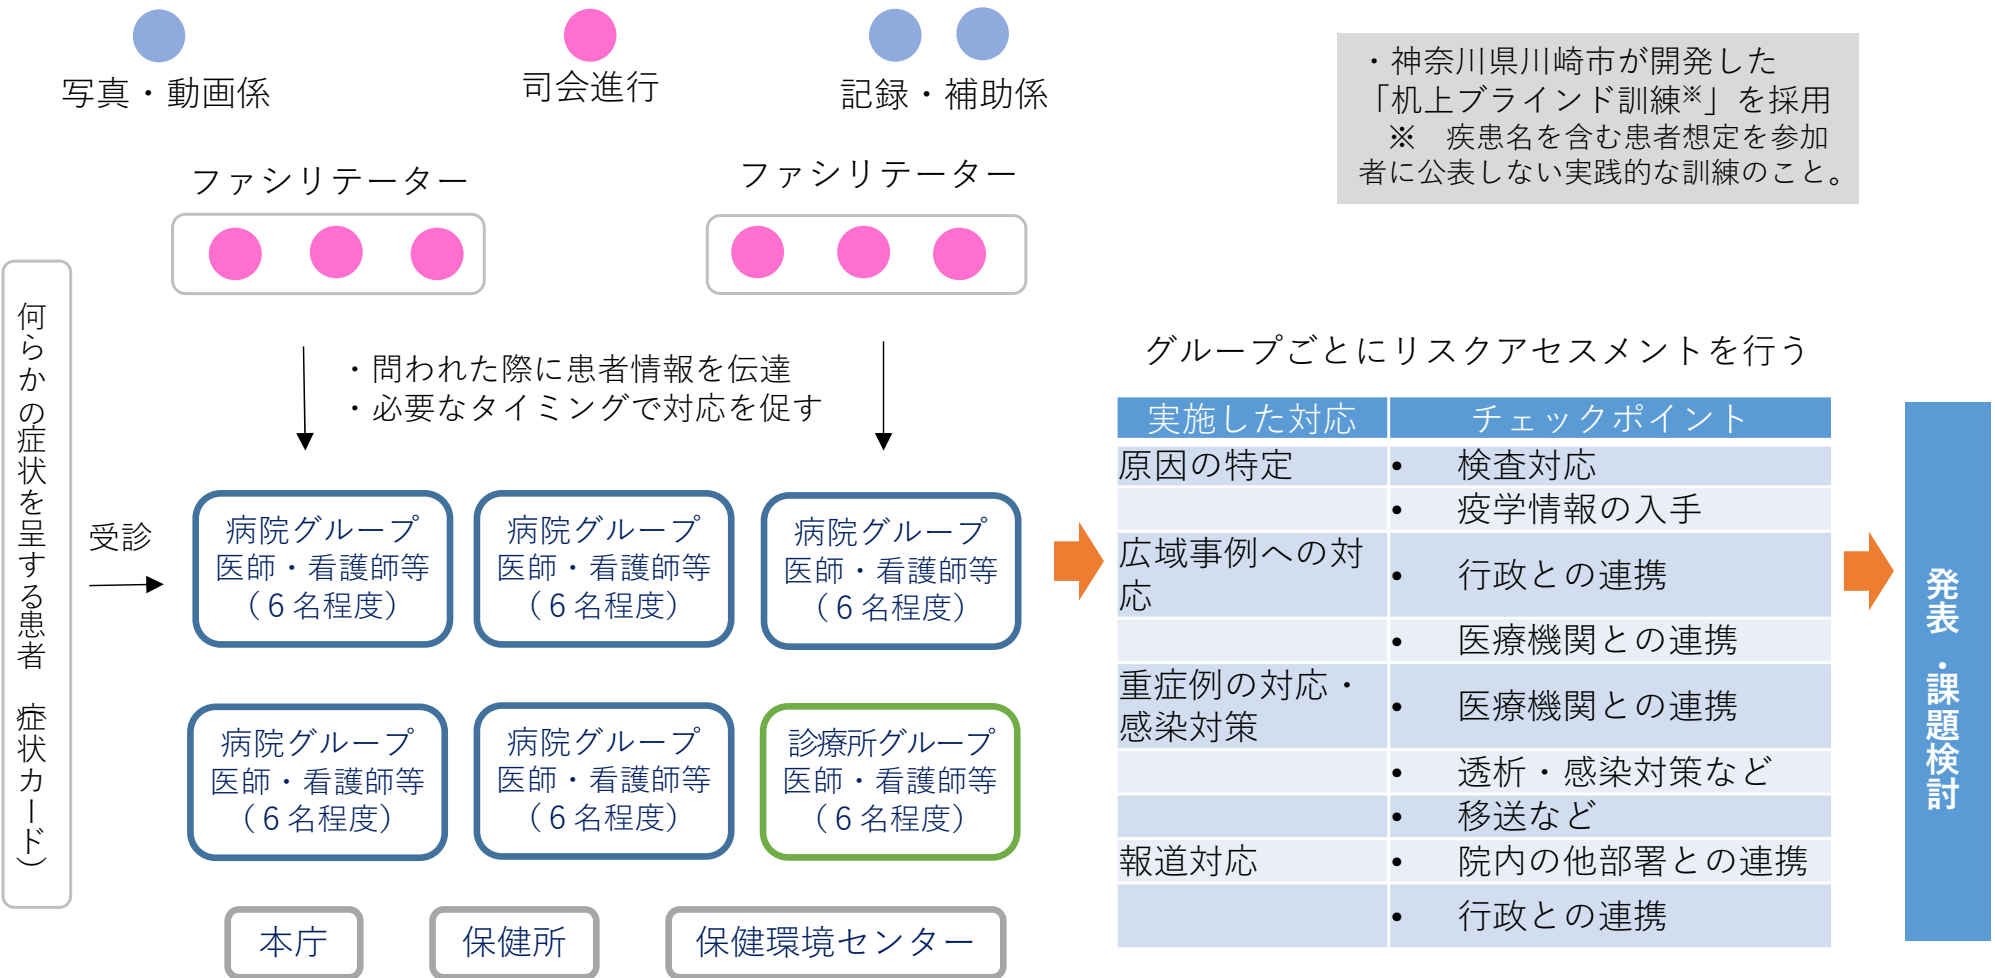 写真・動画係
司会進行
記録・補助係
・神奈川県川崎市が開発した
「机上ブラインド訓練※」を採用
※　疾患名を含む患者想定を参加
者に公表しない実践的な訓練のこと。
ファシリテーター
ファシリテーター
何らかの症状を呈する患者　症状カード）
・問われた際に患者情報を伝達
・必要なタイミングで対応を促す
受診
病院グループ
医師・看護師等
（６名程度）
病院グループ
医師・看護師等
（６名程度）
病院グループ
医師・看護師等
（６名程度）
病院グループ
医師・看護師等
（６名程度）
病院グループ
医師・看護師等
（６名程度）
診療所グループ
医師・看護師等
（６名程度）
本庁
保健所
保健環境センター
グループごとにリスクアセスメントを行う
実施した対応 チェックポイント
原因の特定 • 検査対応
• 疫学情報の入手
広域事例への対
応
• 行政との連携
• 医療機関との連携
重症例の対応・
感染対策
• 医療機関との連携
• 透析・感染対策など
• 移送など
報道対応 • 院内の他部署との連携
• 行政との連携
発表・課題検討